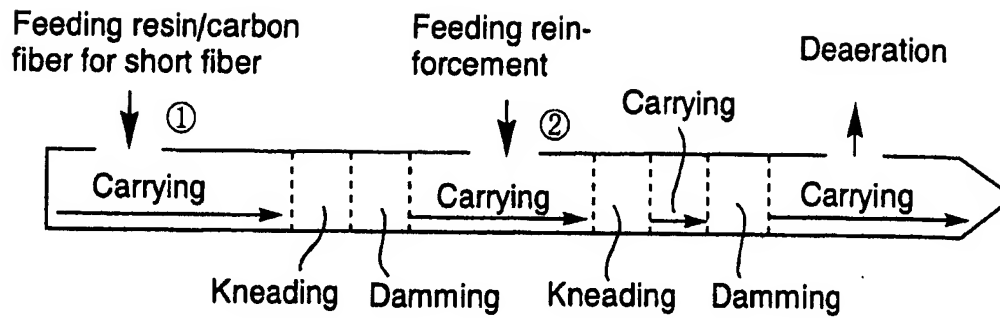 Feeding resin/carbon
fiber for short fiber
①
Feeding rein-
forcement
②
Carrying
Deaeration
Carrying
Carrying
Carrying
Kneading
Damming
Kneading
Damming